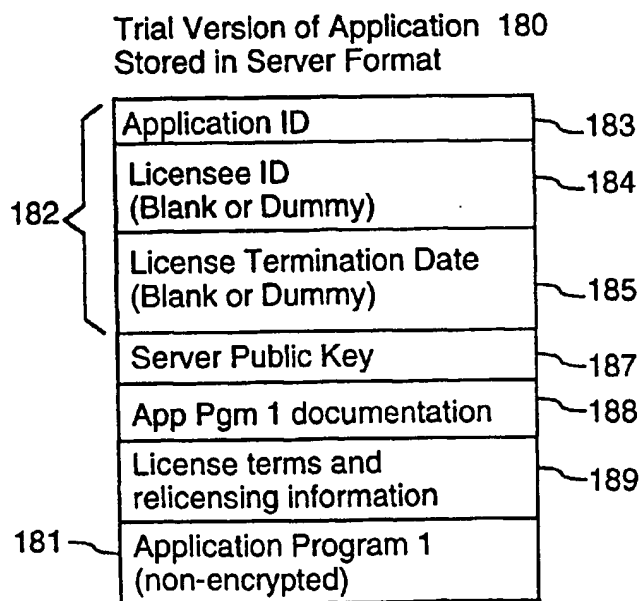 Trial Version of Application 180
Stored in Server Format
Application ID
183
Licensee ID
(Blank or Dummy)
184
182
License Termination Date
(Blank or Dummy)
185
Server Public Key
187
App Pgm 1 documentation
188
License terms and
relicensing information
189
181
Application Program 1
(non-encrypted)